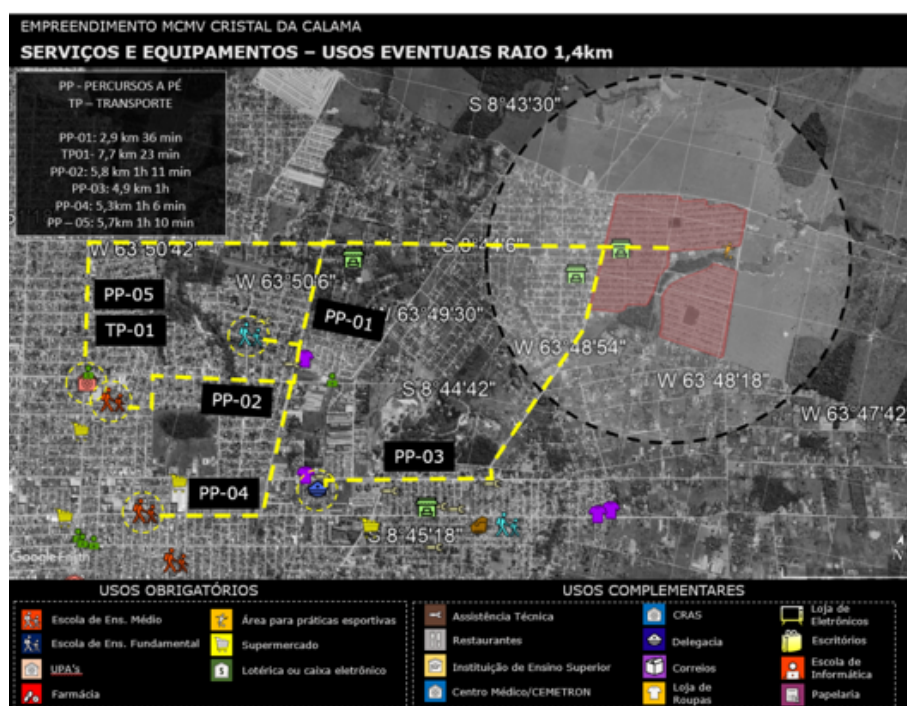 EMPREENDIMENTO MCMV CRISTAL DA CALAMA
SERVIÇOS E EQUIPAMENTOS – USOS EVENTUAIS RAIO 1,4km
PP - PERCURSOS A PÉ
TP – TRANSPORTE
PP-01: 2,9 km 36 min
TP01- 7,7 km 23 min
PP-02: 5,8 km 1h 11 min
PP-03: 4,9 km 1h
PP-04: 5,3km 1h 6 min
PP – 05: 5,7km 1h 10 min
S 8°43'30"
W 63°50'42"
W 63°50'6"
PP-05
TP-01
PP-01
W 63°49'30"
W 63°48'54"
S 8°44'42"
W 63°48'18"
W 63°47'42"
PP-02
PP-03
PP-04
S 8°45'18"
Google Earth
N
USOS OBRIGATÓRIOS
Escola de Ens. Médio
Escola de Ens. Fundamental
UPA's
Farmácia
Área para práticas esportivas
Supermercado
Lotérica ou caixa eletrônico
USOS COMPLEMENTARES
Assistência Técnica
Restaurantes
Instituição de Ensino Superior
Centro Médico/CEMETRON
CRAS
Delegacia
Correios
Loja de
Roupas
Loja de
Eletrônicos
Escritórios
Escola de
Informática
Papelaria